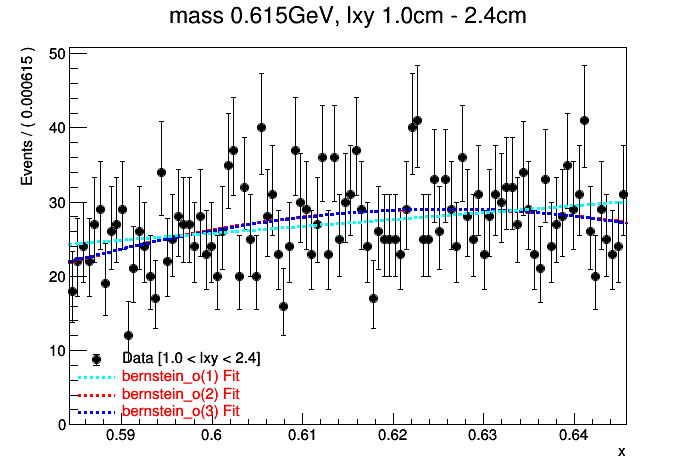 mass 0.615GeV, lxy 1.0cm - 2.4cm
Events / ( 0.000615 )
50
40
30
20
10
0
Data [1.0 < lxy < 2.4]
bernstein_o(1) Fit
bernstein_o(2) Fit
bernstein_o(3) Fit
0.59 0.6 0.61 0.62 0.63 0.64
x